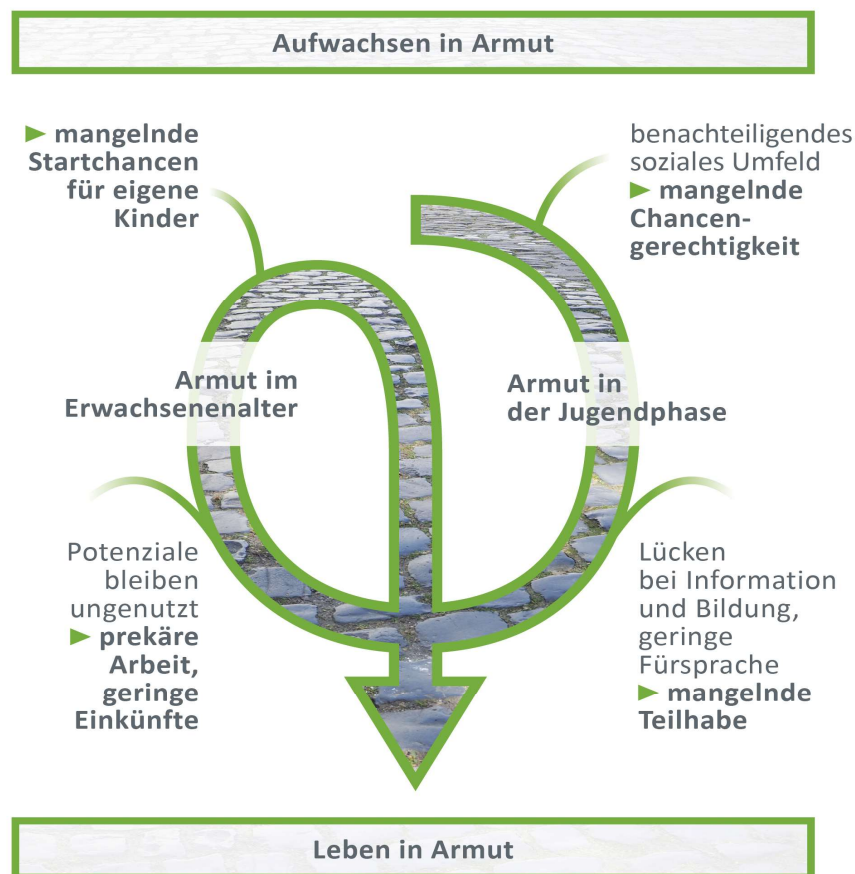 Aufwachsen in Armut
benachteiligendes
soziales Umfeld
► mangelnde
Chancen-
gerechtigkeit
Armut in
der Jugendphase
Lücken
bei Information
und Bildung,
geringe
Fürsprache
► mangelnde
Teilhabe
Potenziale
bleiben
ungenutzt
► prekäre
Arbeit,
geringe
Einkünfte
Armut im
Erwachsenenalter
► mangelnde
Startchancen
für eigene
Kinder
Leben in Armut